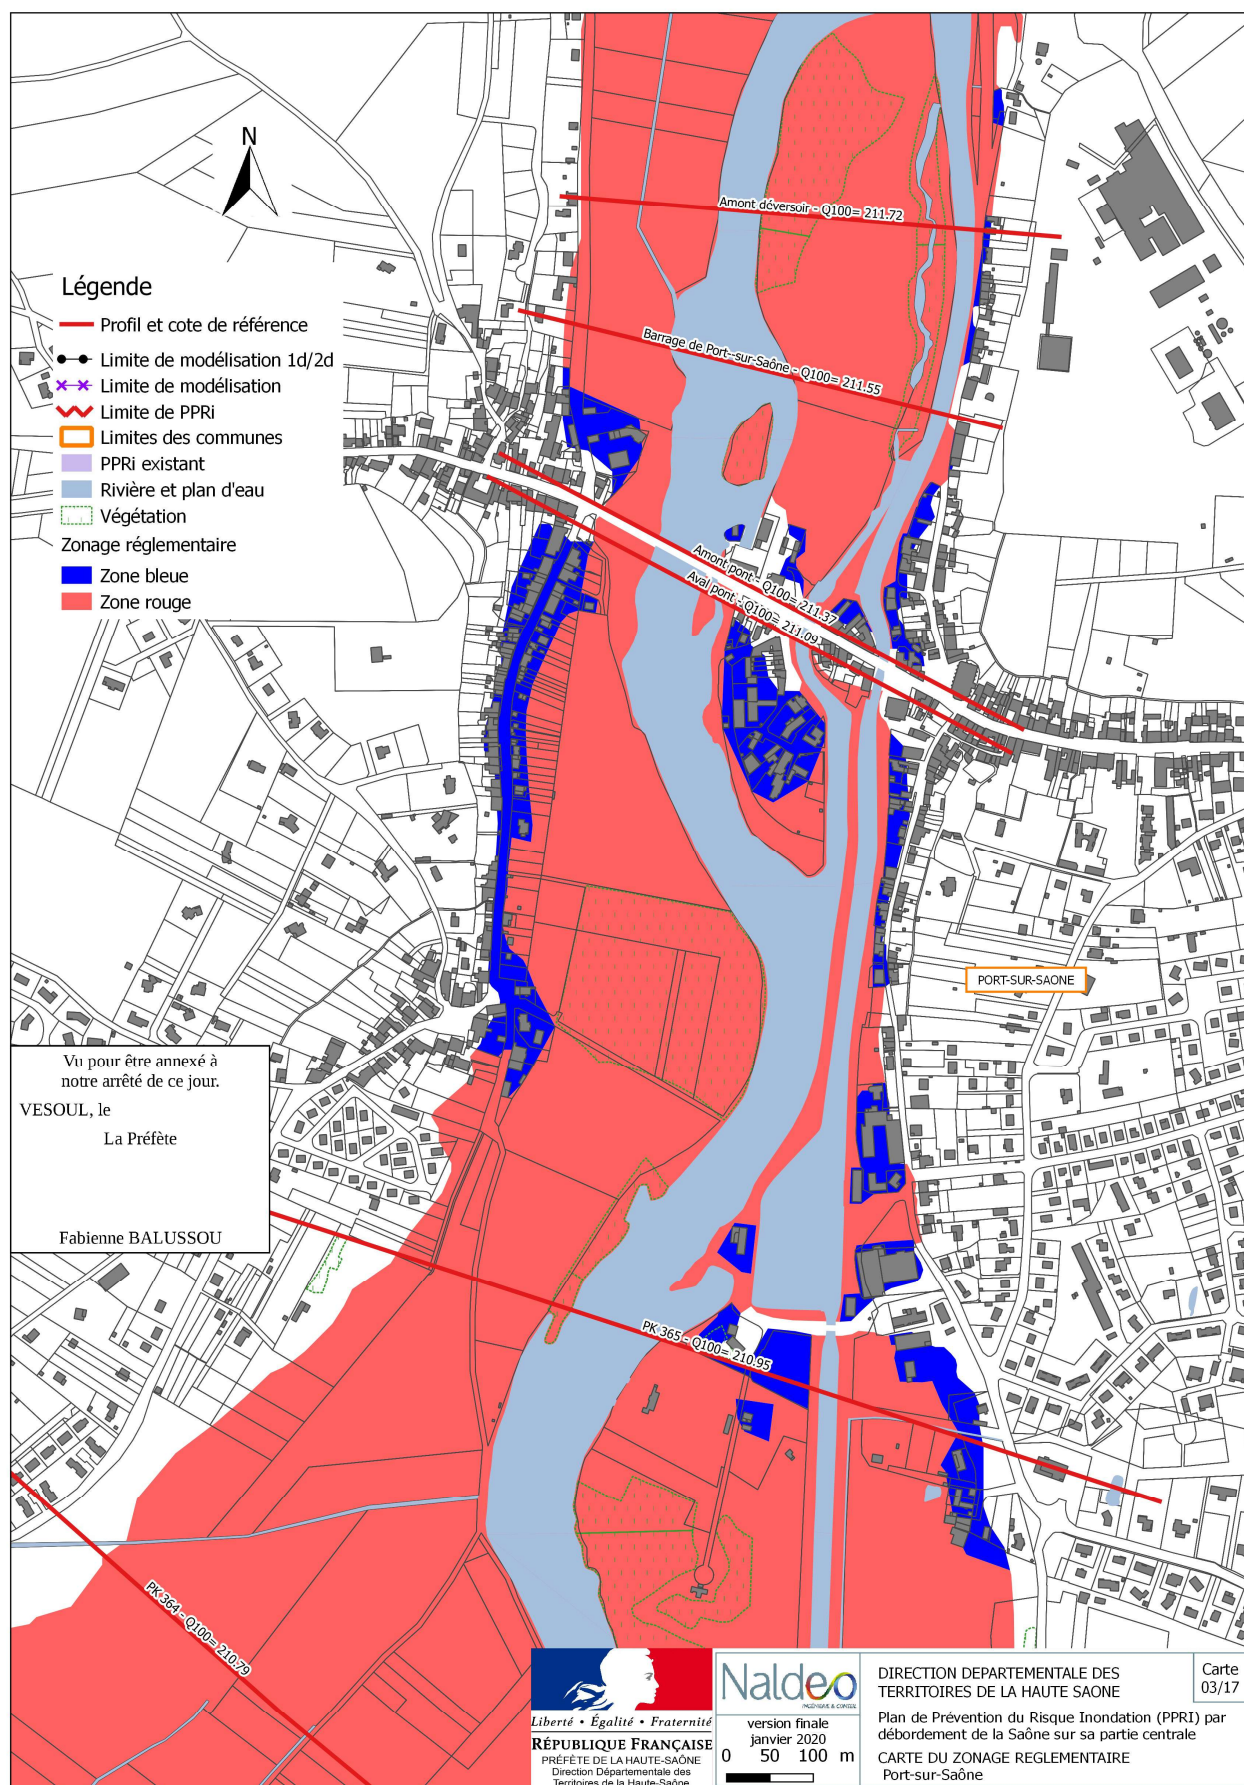 N
Amont déversoir - Q100= 211.72
Légende
Profil et cote de référence
Limite de modélisation 1d/2d
Limite de modélisation
Limite de PPRi
Limites des communes
PPRi existant
Rivière et plan d'eau
Végétation
Zonage réglementaire
Zone bleue
Zone rouge
Barrage de Port--sur-Saône - Q100= 211.55
Amont pont - Q100= 211.37
Aval pont - Q100= 211.09
PORT-SUR-SAONE
Vu pour être annexé à
notre arrêté de ce jour.
VESOUL, le
La Préfète
Fabienne BALUSSOU
PK 365 - Q100= 210.95
PK 364 - Q100= 210.79
Liberté • Égalité • Fraternité
RÉPUBLIQUE FRANÇAISE
PRÉFÈTE DE LA HAUTE-SAÔNE
Direction Départementale des
Territoires de la Haute-Saône
Naldeo
INGÉNIERIE & CONSEIL
version finale
janvier 2020
0 50 100 m
DIRECTION DEPARTEMENTALE DES
TERRITOIRES DE LA HAUTE SAONE
Plan de Prévention du Risque Inondation (PPRI) par
débordement de la Saône sur sa partie centrale
CARTE DU ZONAGE REGLEMENTAIRE
Port-sur-Saône
Carte
03/17